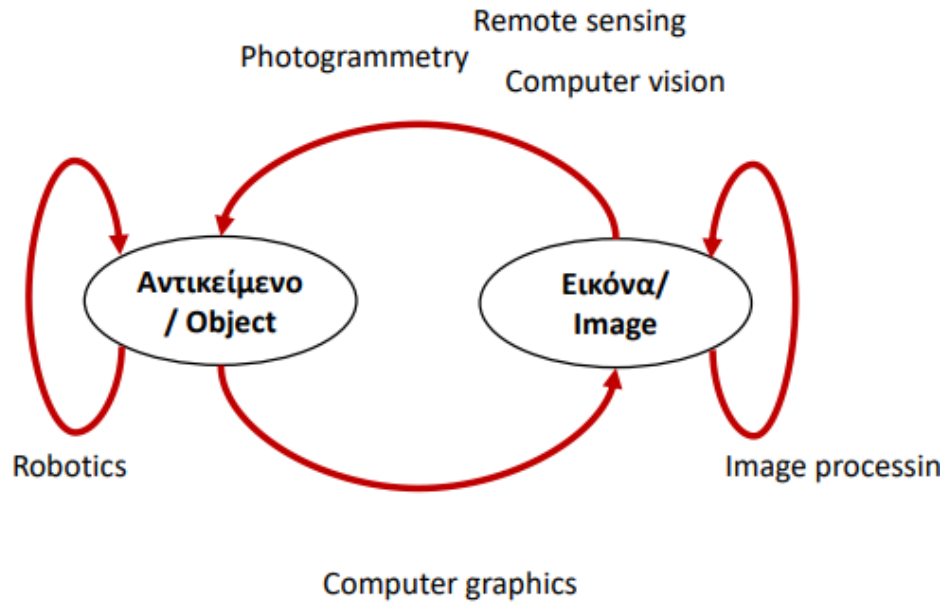 Remote sensing
Photogrammetry
Computer vision
Αντικείμενο
/ Object
Εικόνα/
Image
Robotics
Image processin
Computer graphics